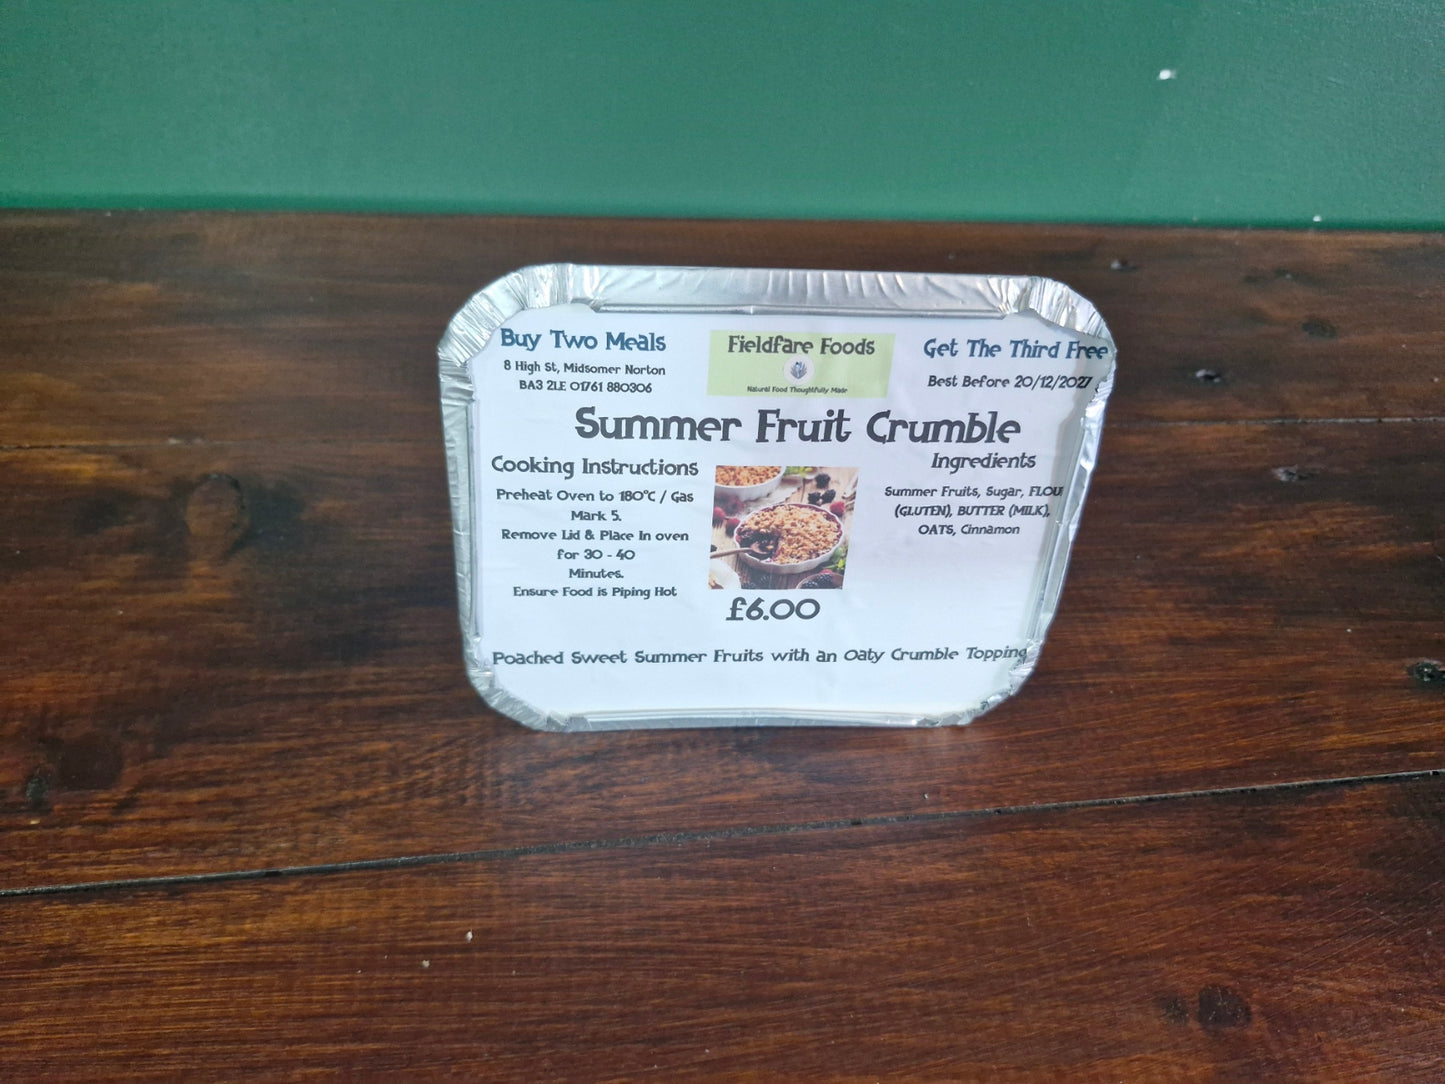 Buy Two Meals
8 High St, Midsomer Norton
BA3 2LE 01761 880306
Fieldfare Foods
Natural Food Thoughtfully Made
Get The Third Free
Best Before 20/12/2027
Summer Fruit Crumble
Cooking Instructions
Preheat Oven to 180°C / Gas
Mark 5.
Remove Lid & Place In oven
for 30 - 40
Minutes.
Ensure Food is Piping Hot
£6.00
Ingredients
Summer Fruits, Sugar, FLOU
(GLUTEN), BUTTER (MILK),
OATS, Cinnamon
Poached Sweet Summer Fruits with an Oaty Crumble Topping